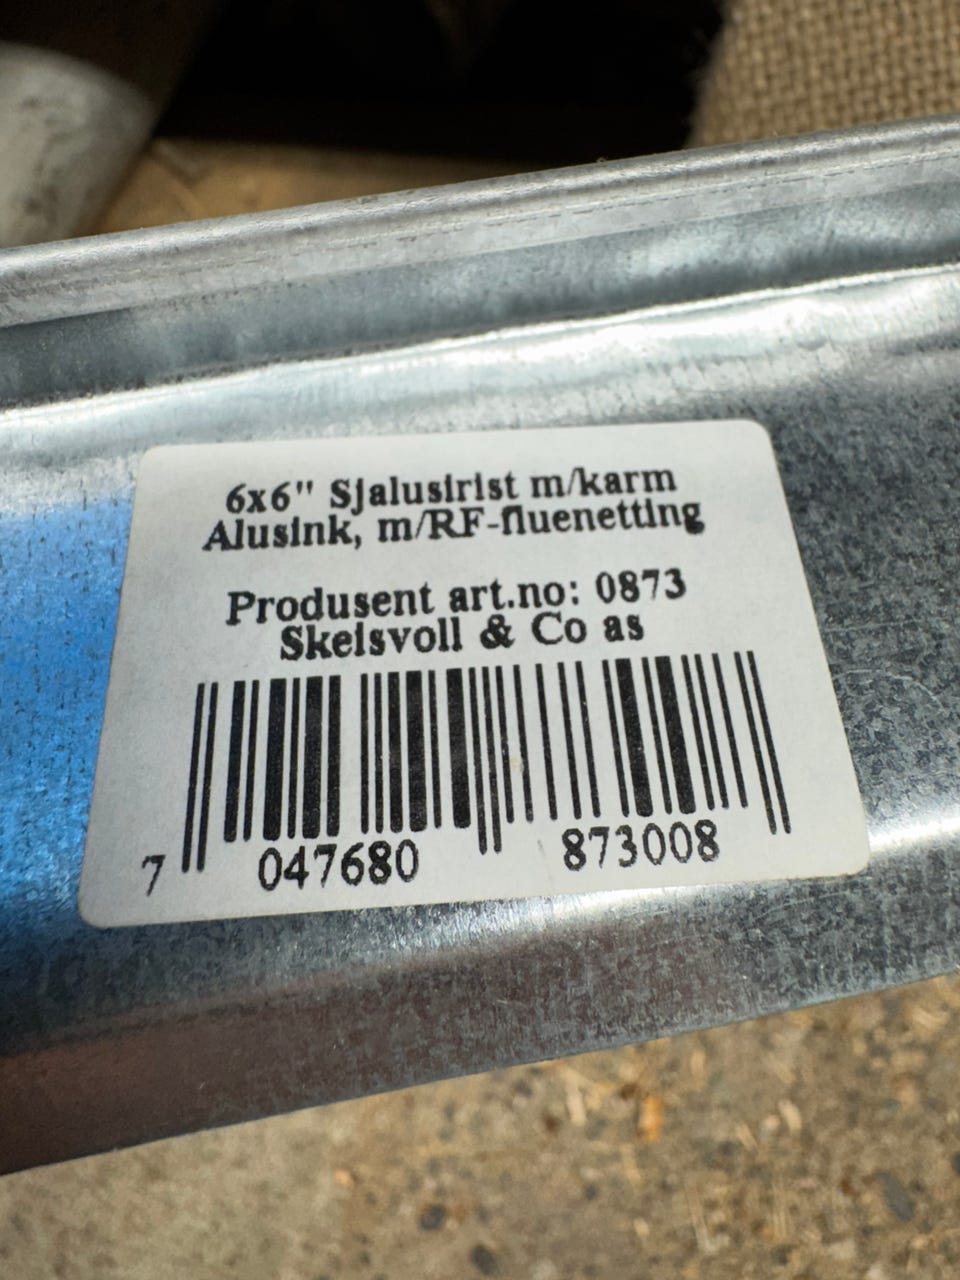 6x6" Sjalusirist m/karm
Alusink, m/RF-fluenetting
Produsent art.no: 0873
Skeisvoll & Co as
7 047680 873008